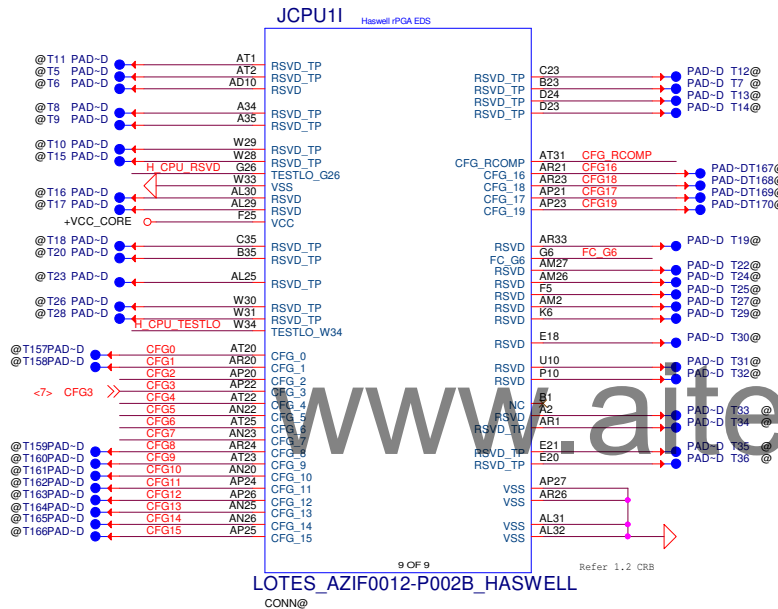 JCPU1I
Haswell rPGA EDS
@T11 PAD~D AT1 RSVD_TP
@T5 PAD~D AT2 RSVD_TP
@T6 PAD~D AD10 RSVD
@T8 PAD~D A34 RSVD_TP
@T9 PAD~D A35 RSVD_TP
@T10 PAD~D W29 RSVD_TP
@T15 PAD~D W28 RSVD_TP
H_CPU_RSVD G26 TESTLO_G26
W33 VSS
@T16 PAD~D AL30 RSVD
@T17 PAD~D AL29 RSVD
+VCC_CORE F25 VCC
@T18 PAD~D C35 RSVD_TP
@T20 PAD~D B35 RSVD_TP
@T23 PAD~D AL25 RSVD_TP
@T26 PAD~D W30 RSVD_TP
@T28 PAD~D W31 RSVD_TP
H_CPU_TESTLO W34 TESTLO_W34
@T157PAD~D CFG0 AT20 CFG_0
@T158PAD~D CFG1 AR20 CFG_1
CFG2 AP20 CFG_2
<7> CFG3 CFG3 AP22 CFG_3
CFG4 AT22 CFG_4
CFG5 AN22 CFG_5
CFG6 AT25 CFG_6
CFG7 AN23 CFG_7
@T159PAD~D CFG8 AR24 CFG_8
@T160PAD~D CFG9 AT23 CFG_9
@T161PAD~D CFG10 AN20 CFG_10
@T162PAD~D CFG11 AP24 CFG_11
@T163PAD~D CFG12 AP26 CFG_12
@T164PAD~D CFG13 AN25 CFG_13
@T165PAD~D CFG14 AN26 CFG_14
@T166PAD~D CFG15 AP25 CFG_15
RSVD_TP C23 PAD~D T12@
RSVD_TP B23 PAD~D T7 @
RSVD_TP D24 PAD~D T13@
RSVD_TP D23 PAD~D T14@
CFG_RCOMP AT31 CFG_RCOMP
CFG_16 AR21 CFG16 PAD~DT167@
CFG_18 AR23 CFG18 PAD~DT168@
CFG_17 AP21 CFG17 PAD~DT169@
CFG_19 AP23 CFG19 PAD~DT170@
RSVD AR33 PAD~D T19@
FC_G6 G6 FC_G6
RSVD AM27 PAD~D T22@
RSVD AM26 PAD~D T24@
RSVD F5 PAD~D T25@
RSVD AM2 PAD~D T27@
RSVD K6 PAD~D T29@
RSVD E18 PAD~D T30@
RSVD U10 PAD~D T31@
RSVD P10 PAD~D T32@
NC B1
RSVD A2 PAD~D T33 @
RSVD_TP AR1 PAD~D T34 @
RSVD_TP E21 PAD~D T35 @
RSVD_TP E20 PAD~D T36 @
VSS AP27
VSS AR26
VSS AL31
VSS AL32
www.aite
9 OF 9
Refer 1.2 CRB
LOTES_AZIF0012-P002B_HASWELL
CONN@